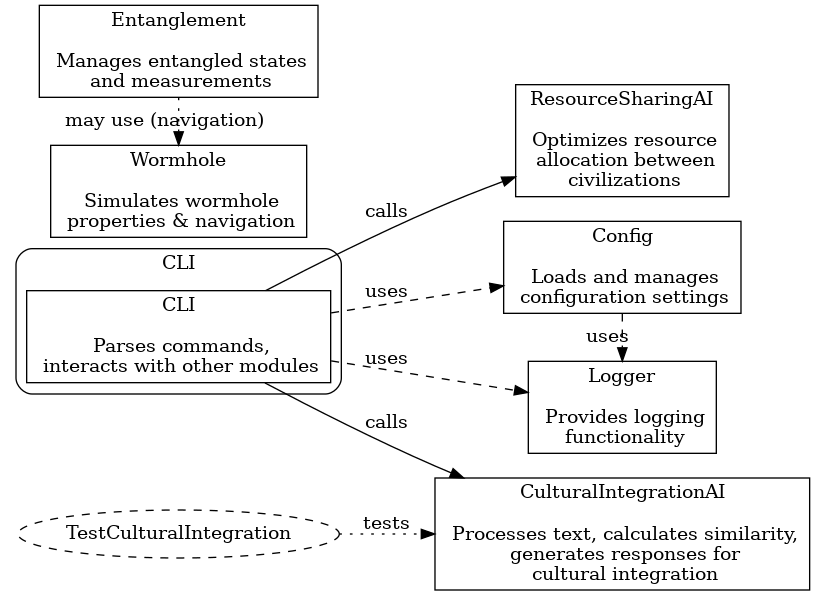 Entanglement
Manages entangled states
and measurements
may use (navigation)
Wormhole
Simulates wormhole
properties & navigation
CLI
CLI
Parses commands,
interacts with other modules
calls
uses
uses
calls
ResourceSharingAI
Optimizes resource
allocation between
civilizations
Config
Loads and manages
configuration settings
uses
Logger
Provides logging
functionality
TestCulturalIntegration
tests
CulturalIntegrationAI
Processes text, calculates similarity,
generates responses for
cultural integration